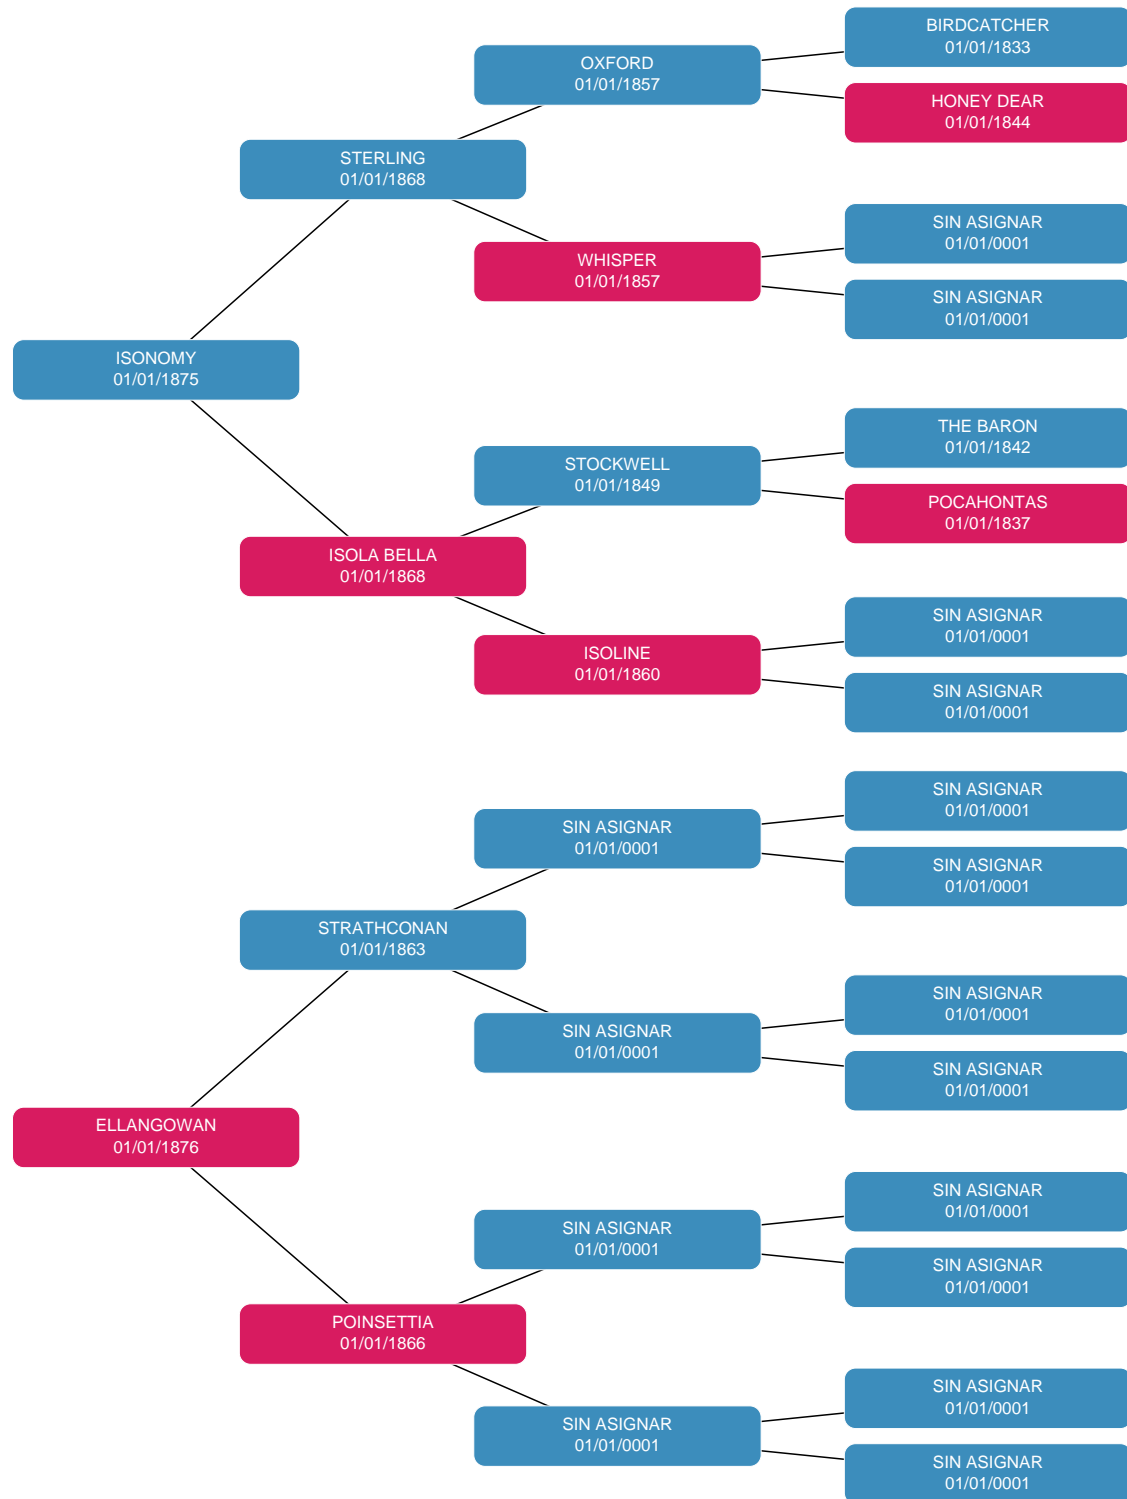 BIRDCATCHER
01/01/1833
OXFORD
01/01/1857
HONEY DEAR
01/01/1844
STERLING
01/01/1868
SIN ASIGNAR
01/01/0001
WHISPER
01/01/1857
SIN ASIGNAR
01/01/0001
ISONOMY
01/01/1875
THE BARON
01/01/1842
STOCKWELL
01/01/1849
POCAHONTAS
01/01/1837
ISOLA BELLA
01/01/1868
SIN ASIGNAR
01/01/0001
ISOLINE
01/01/1860
SIN ASIGNAR
01/01/0001
SIN ASIGNAR
01/01/0001
SIN ASIGNAR
01/01/0001
SIN ASIGNAR
01/01/0001
STRATHCONAN
01/01/1863
SIN ASIGNAR
01/01/0001
SIN ASIGNAR
01/01/0001
SIN ASIGNAR
01/01/0001
ELLANGOWAN
01/01/1876
SIN ASIGNAR
01/01/0001
SIN ASIGNAR
01/01/0001
SIN ASIGNAR
01/01/0001
POINSETTIA
01/01/1866
SIN ASIGNAR
01/01/0001
SIN ASIGNAR
01/01/0001
SIN ASIGNAR
01/01/0001